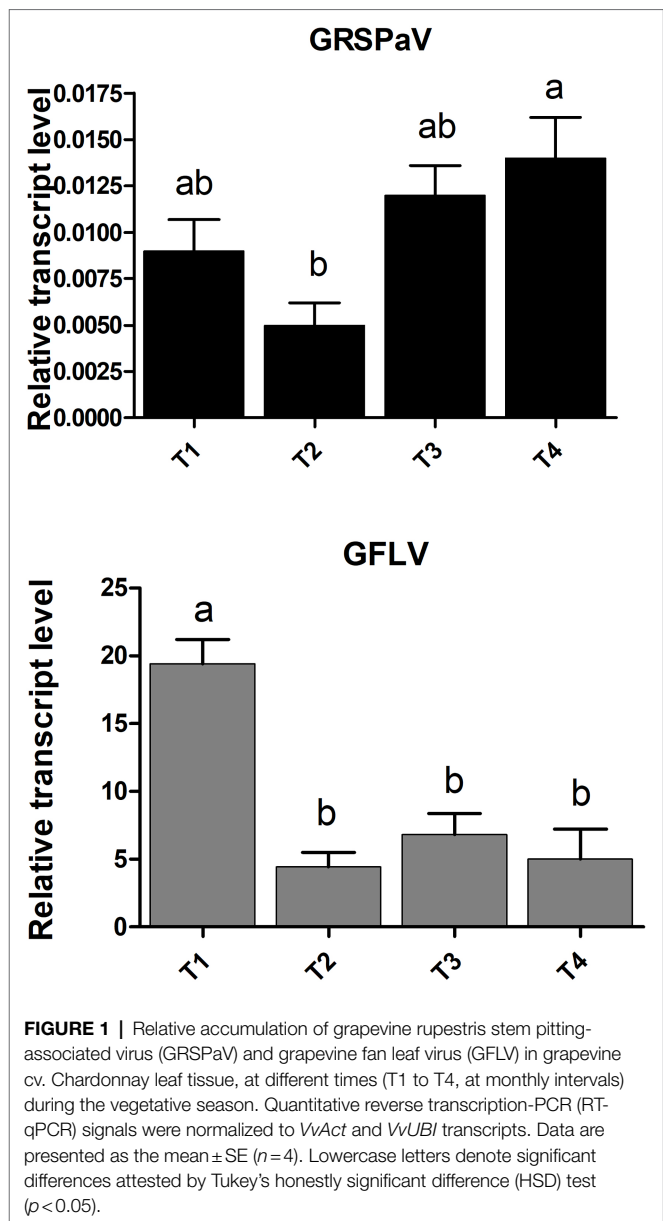 GRSPaV
Relative transcript level
0.0175
0.0150
0.0125
0.0100
0.0075
0.0050
0.0025
0.0000
ab
b
ab
a
T1
T2
T3
T4
GFLV
Relative transcript level
25
20
15
10
5
0
a
b
b
b
T1
T2
T3
T4
FIGURE 1 | Relative accumulation of grapevine rupestris stem pitting-
associated virus (GRSPaV) and grapevine fan leaf virus (GFLV) in grapevine
cv. Chardonnay leaf tissue, at different times (T1 to T4, at monthly intervals)
during the vegetative season. Quantitative reverse transcription-PCR (RT-
qPCR) signals were normalized to VvAct and VvUBI transcripts. Data are
presented as the mean ± SE (n = 4). Lowercase letters denote significant
differences attested by Tukey's honestly significant difference (HSD) test
(p < 0.05).